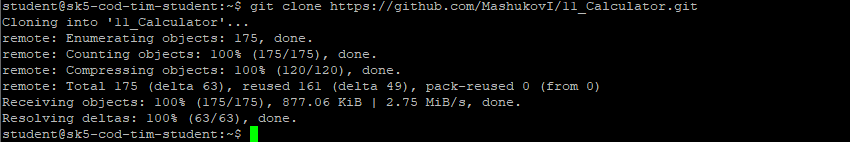 student@sk5-cod-tim-student:~$ git clone https://github.com/MashukovI/11_Calculator.git
Cloning into '11_Calculator'...
remote: Enumerating objects: 175, done.
remote: Counting objects: 100% (175/175), done.
remote: Compressing objects: 100% (120/120), done.
remote: Total 175 (delta 63), reused 161 (delta 49), pack-reused 0 (from 0)
Receiving objects: 100% (175/175), 877.06 KiB | 2.75 MiB/s, done.
Resolving deltas: 100% (63/63), done.
student@sk5-cod-tim-student:~$